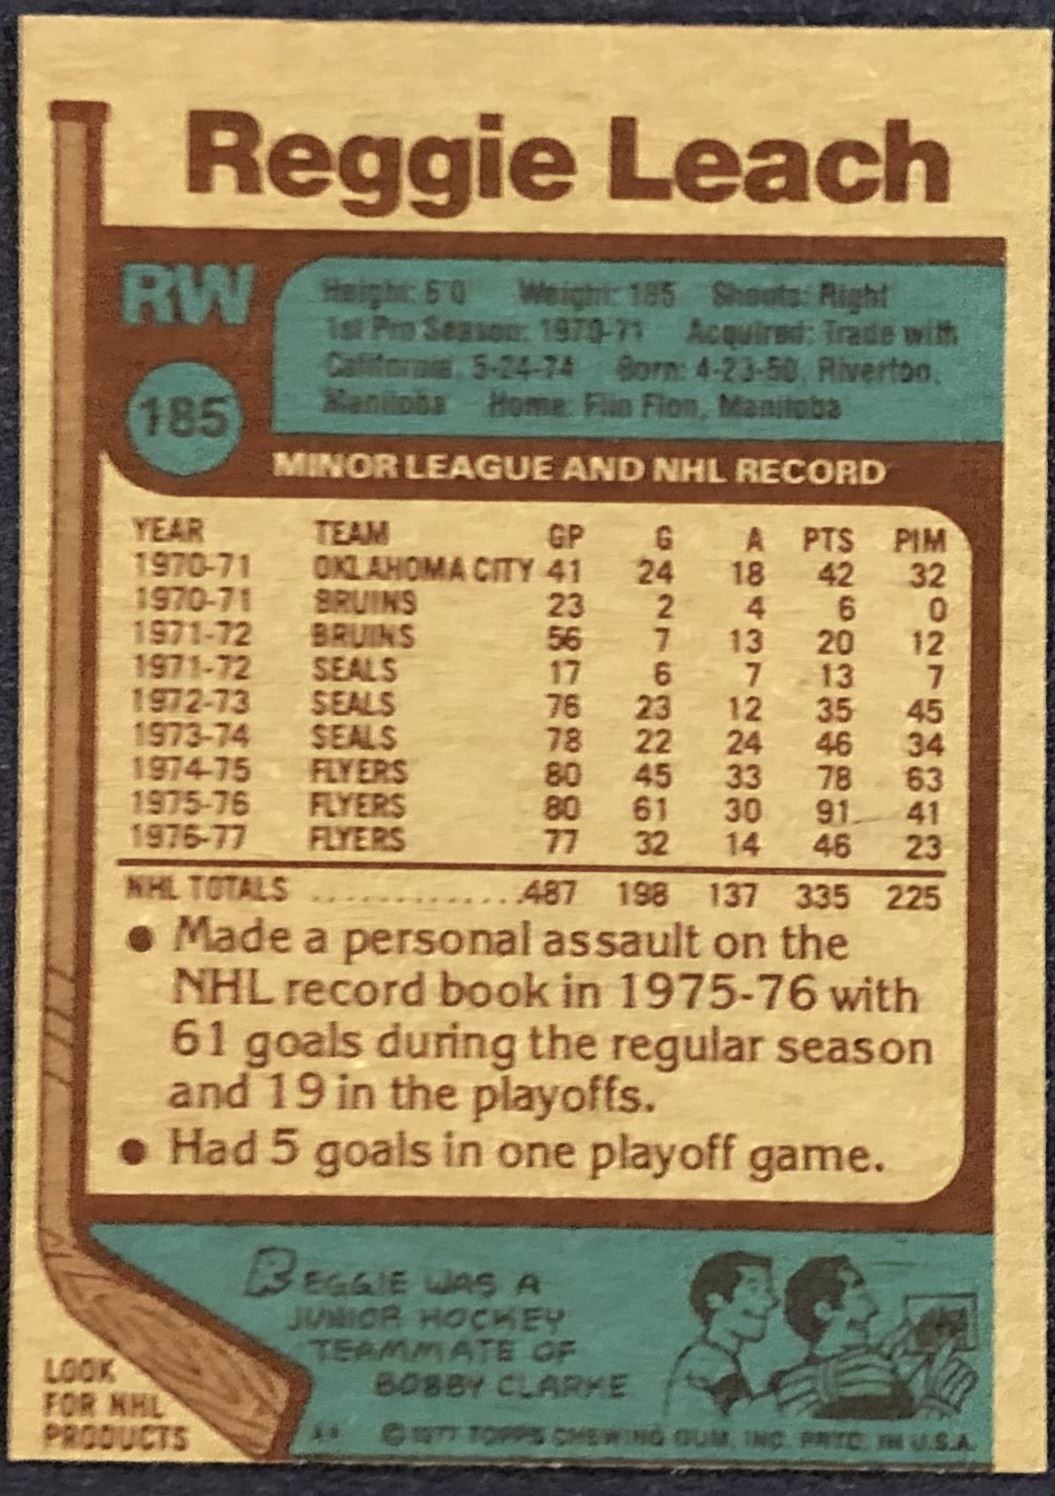 Reggie Leach
RW
Height: 6'0" Weight: 185 Shoots: Right
1st Pro Season: 1970-71 Acquired: Trade with
California, 5-24-74 Born: 4-23-50, Riverton,
Manitoba Home: Flin Flon, Manitoba
185
MINOR LEAGUE AND NHL RECORD
YEAR TEAM GP G A PTS PIM
1970-71 OKLAHOMA CITY 41 24 18 42 32
1970-71 BRUINS 23 2 4 6 0
1971-72 BRUINS 56 7 13 20 12
1971-72 SEALS 17 6 7 13 7
1972-73 SEALS 76 23 12 35 45
1973-74 SEALS 78 22 24 46 34
1974-75 FLYERS 80 45 33 78 63
1975-76 FLYERS 80 61 30 91 41
1976-77 FLYERS 77 32 14 46 23
NHL TOTALS .............487 198 137 335 225
• Made a personal assault on the
NHL record book in 1975-76 with
61 goals during the regular season
and 19 in the playoffs.
• Had 5 goals in one playoff game.
REGGIE WAS A
JUNIOR HOCKEY
TEAMMATE OF
BOBBY CLARKE
LOOK
FOR NHL
PRODUCTS
©1977 TOPPS CHEWING GUM, INC. PRTD. IN U.S.A.